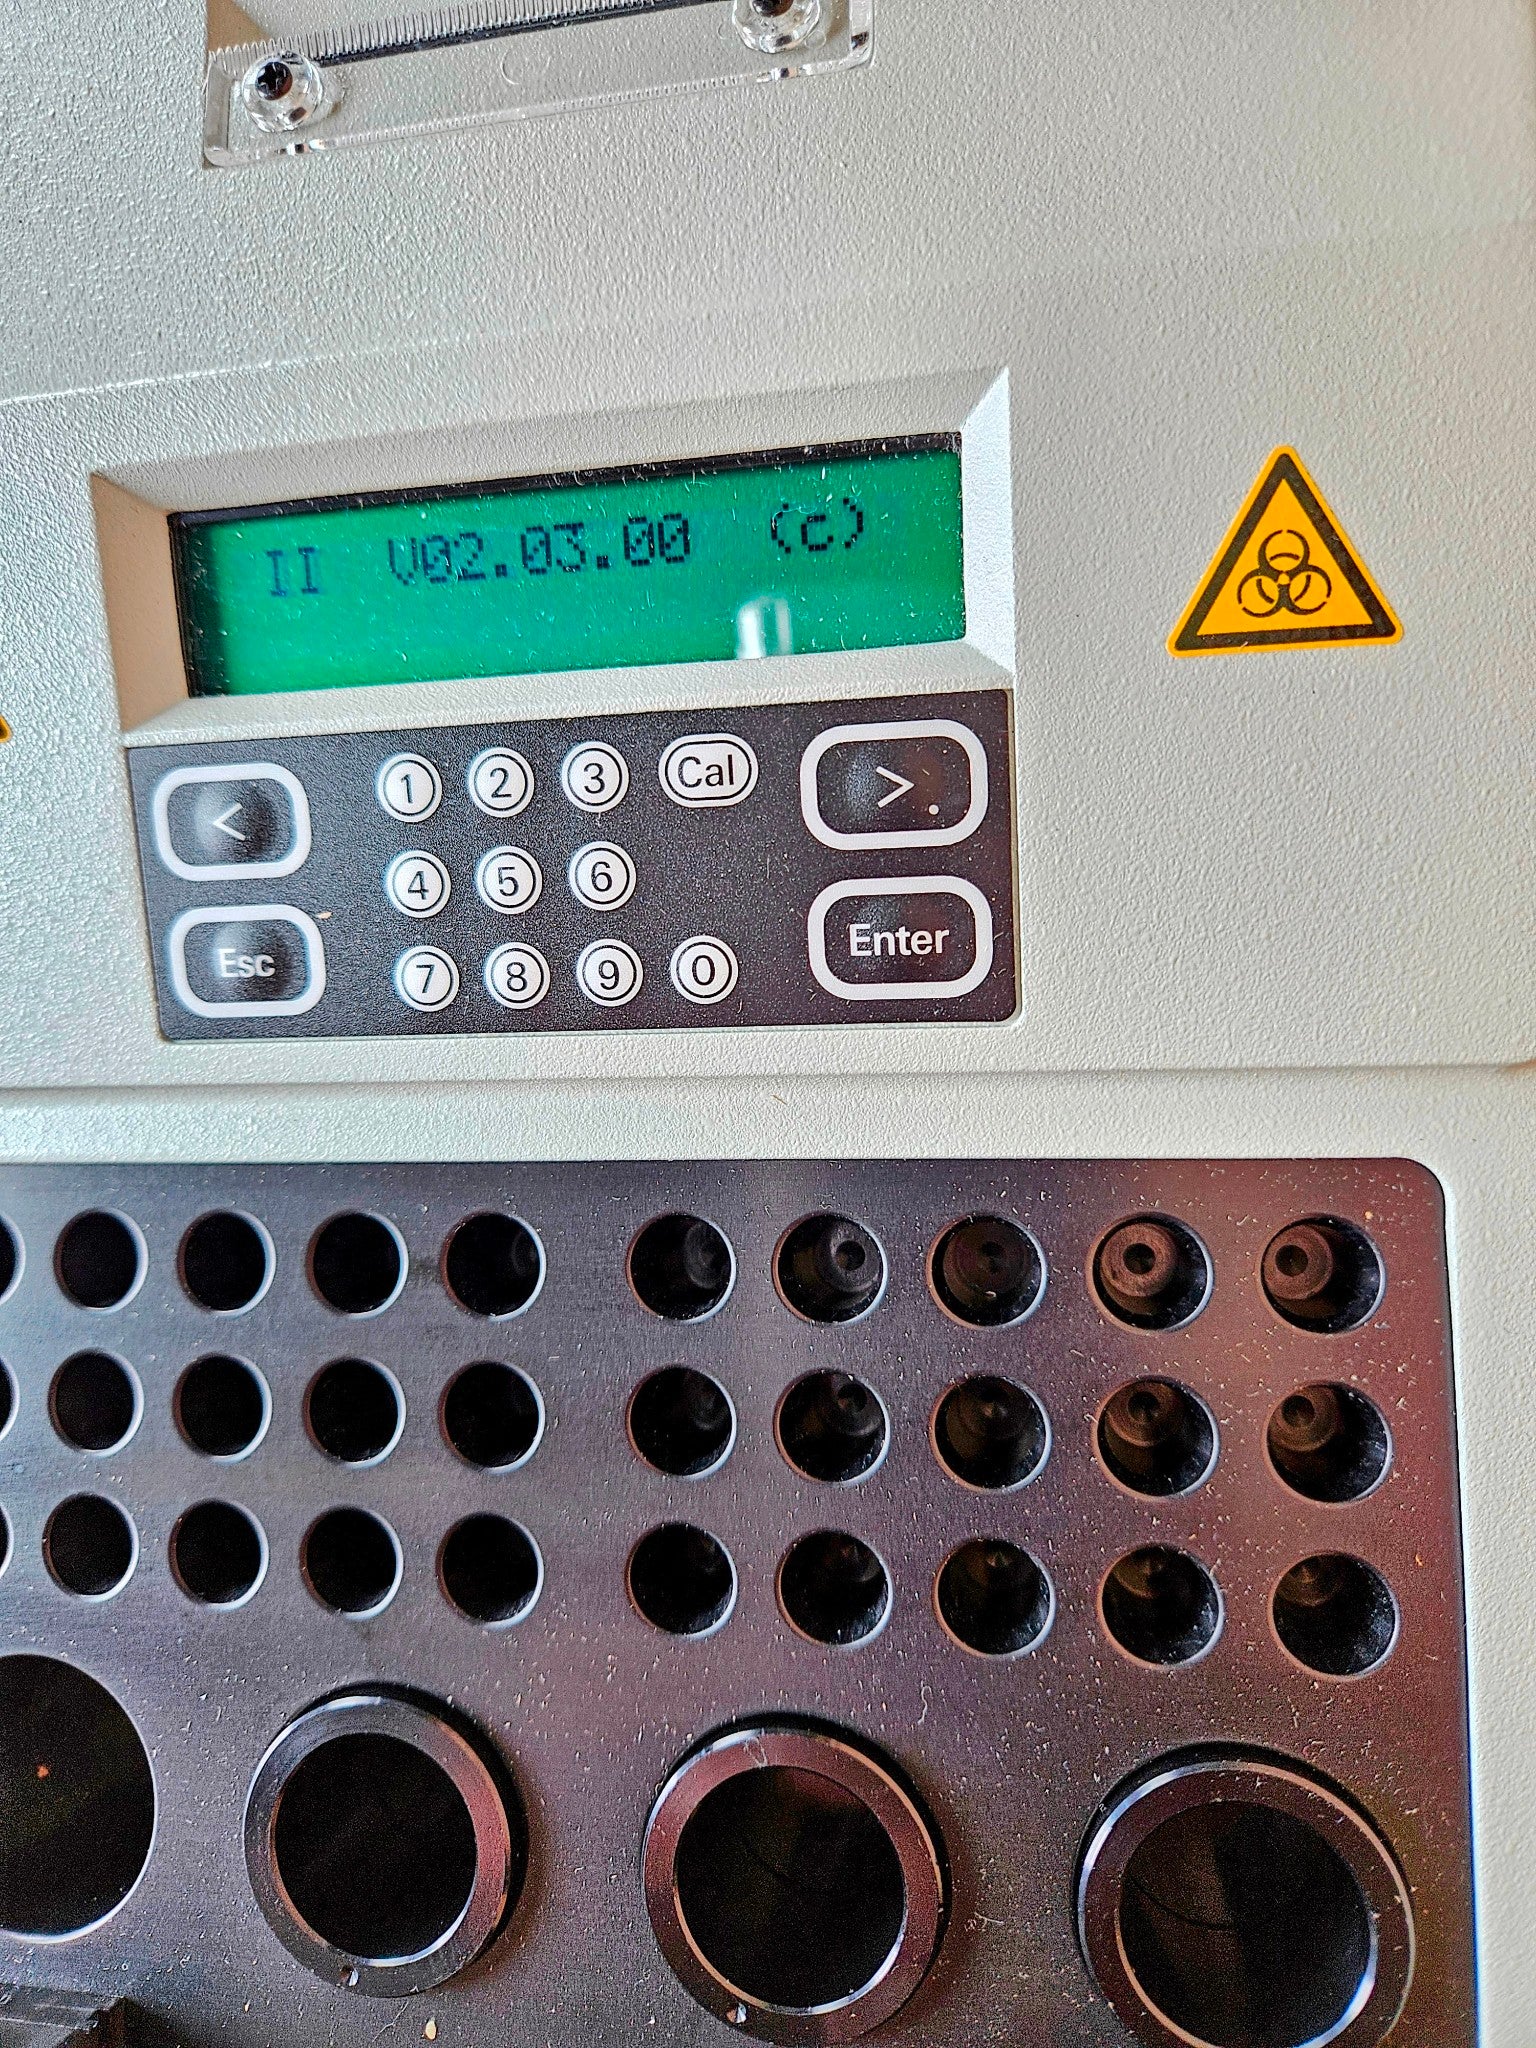 II V02.03.00 (c)
< 1 2 3 Cal >.
4 5 6
Esc 7 8 9 0 Enter